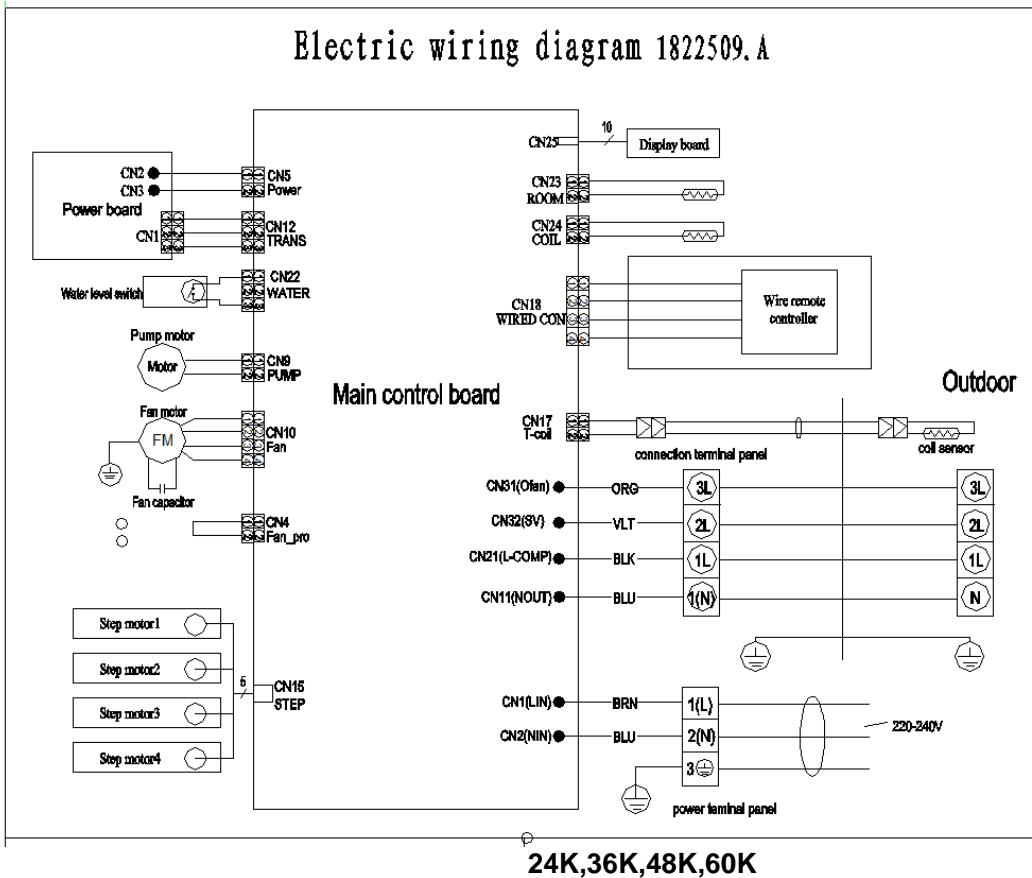 Electric wiring diagram 1822509.A
CN25
10
Display board
CN2
CN3
Power board
CN1
CN5
Power
CN12
TRANS
CN23
ROOM
CN24
COIL
Water level switch
CN22
WATER
CN18
WIRED CON
Wire remote
controller
Pump motor
Motor
CN9
PUMP
Main control board
Outdoor
Fan motor
FM
CN10
Fan
Fan capacitor
CN17
T-coil
connection terminal panel
coil sensor
CN4
Fan_pro
CN31(Ofan)
ORG
3L
3L
CN32(SV)
VLT
2L
2L
CN21(L-COMP)
BLK
1L
1L
CN11(NOUT)
BLU
1(N)
N
Step motor1
Step motor2
Step motor3
Step motor4
5
CN15
STEP
CN1(LIN)
BRN
1(L)
CN2(NIN)
BLU
2(N)
3
220-240V
power teminal panel
24K,36K,48K,60K